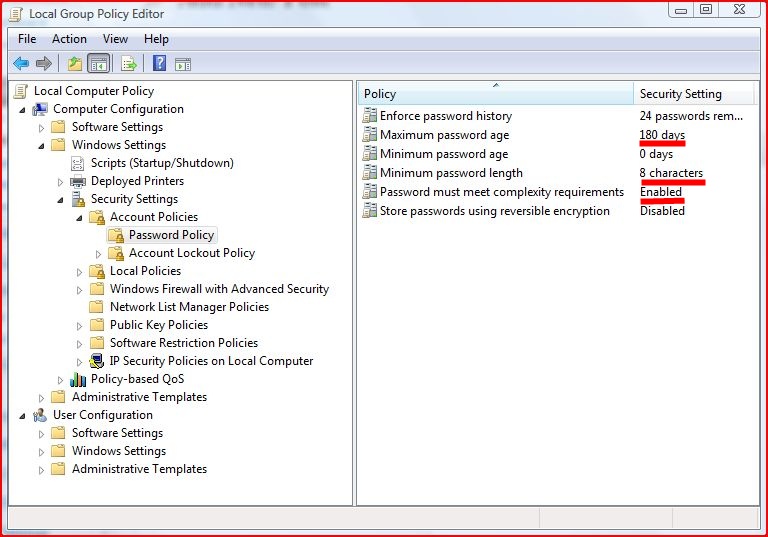 Local Group Policy Editor
File Action View Help
Local Computer Policy
Computer Configuration
Software Settings
Windows Settings
Scripts (Startup/Shutdown)
Deployed Printers
Security Settings
Account Policies
Password Policy
Account Lockout Policy
Local Policies
Windows Firewall with Advanced Security
Network List Manager Policies
Public Key Policies
Software Restriction Policies
IP Security Policies on Local Computer
Policy-based QoS
Administrative Templates
User Configuration
Software Settings
Windows Settings
Administrative Templates
Policy Security Setting
Enforce password history 24 passwords rem...
Maximum password age 180 days
Minimum password age 0 days
Minimum password length 8 characters
Password must meet complexity requirements Enabled
Store passwords using reversible encryption Disabled